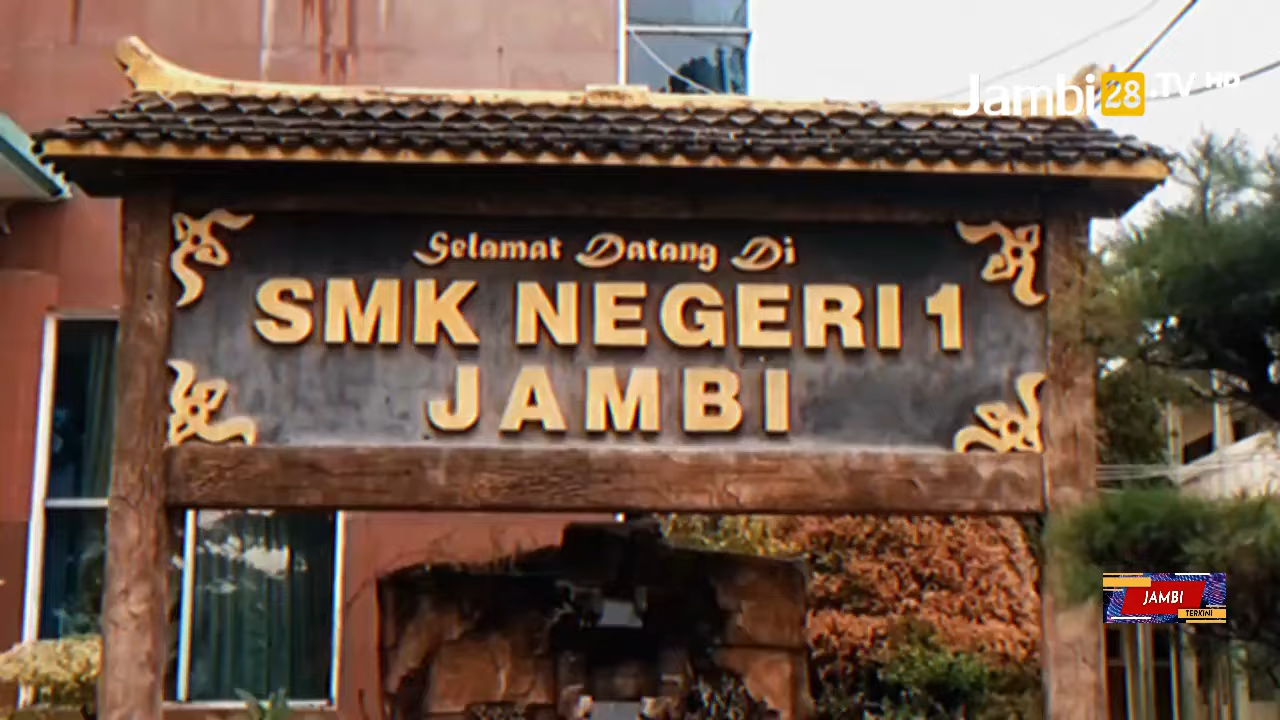 Jambi28.TV HD
Selamat Datang Di
SMK NEGERI 1
JAMBI
JAMBI
TERKINI